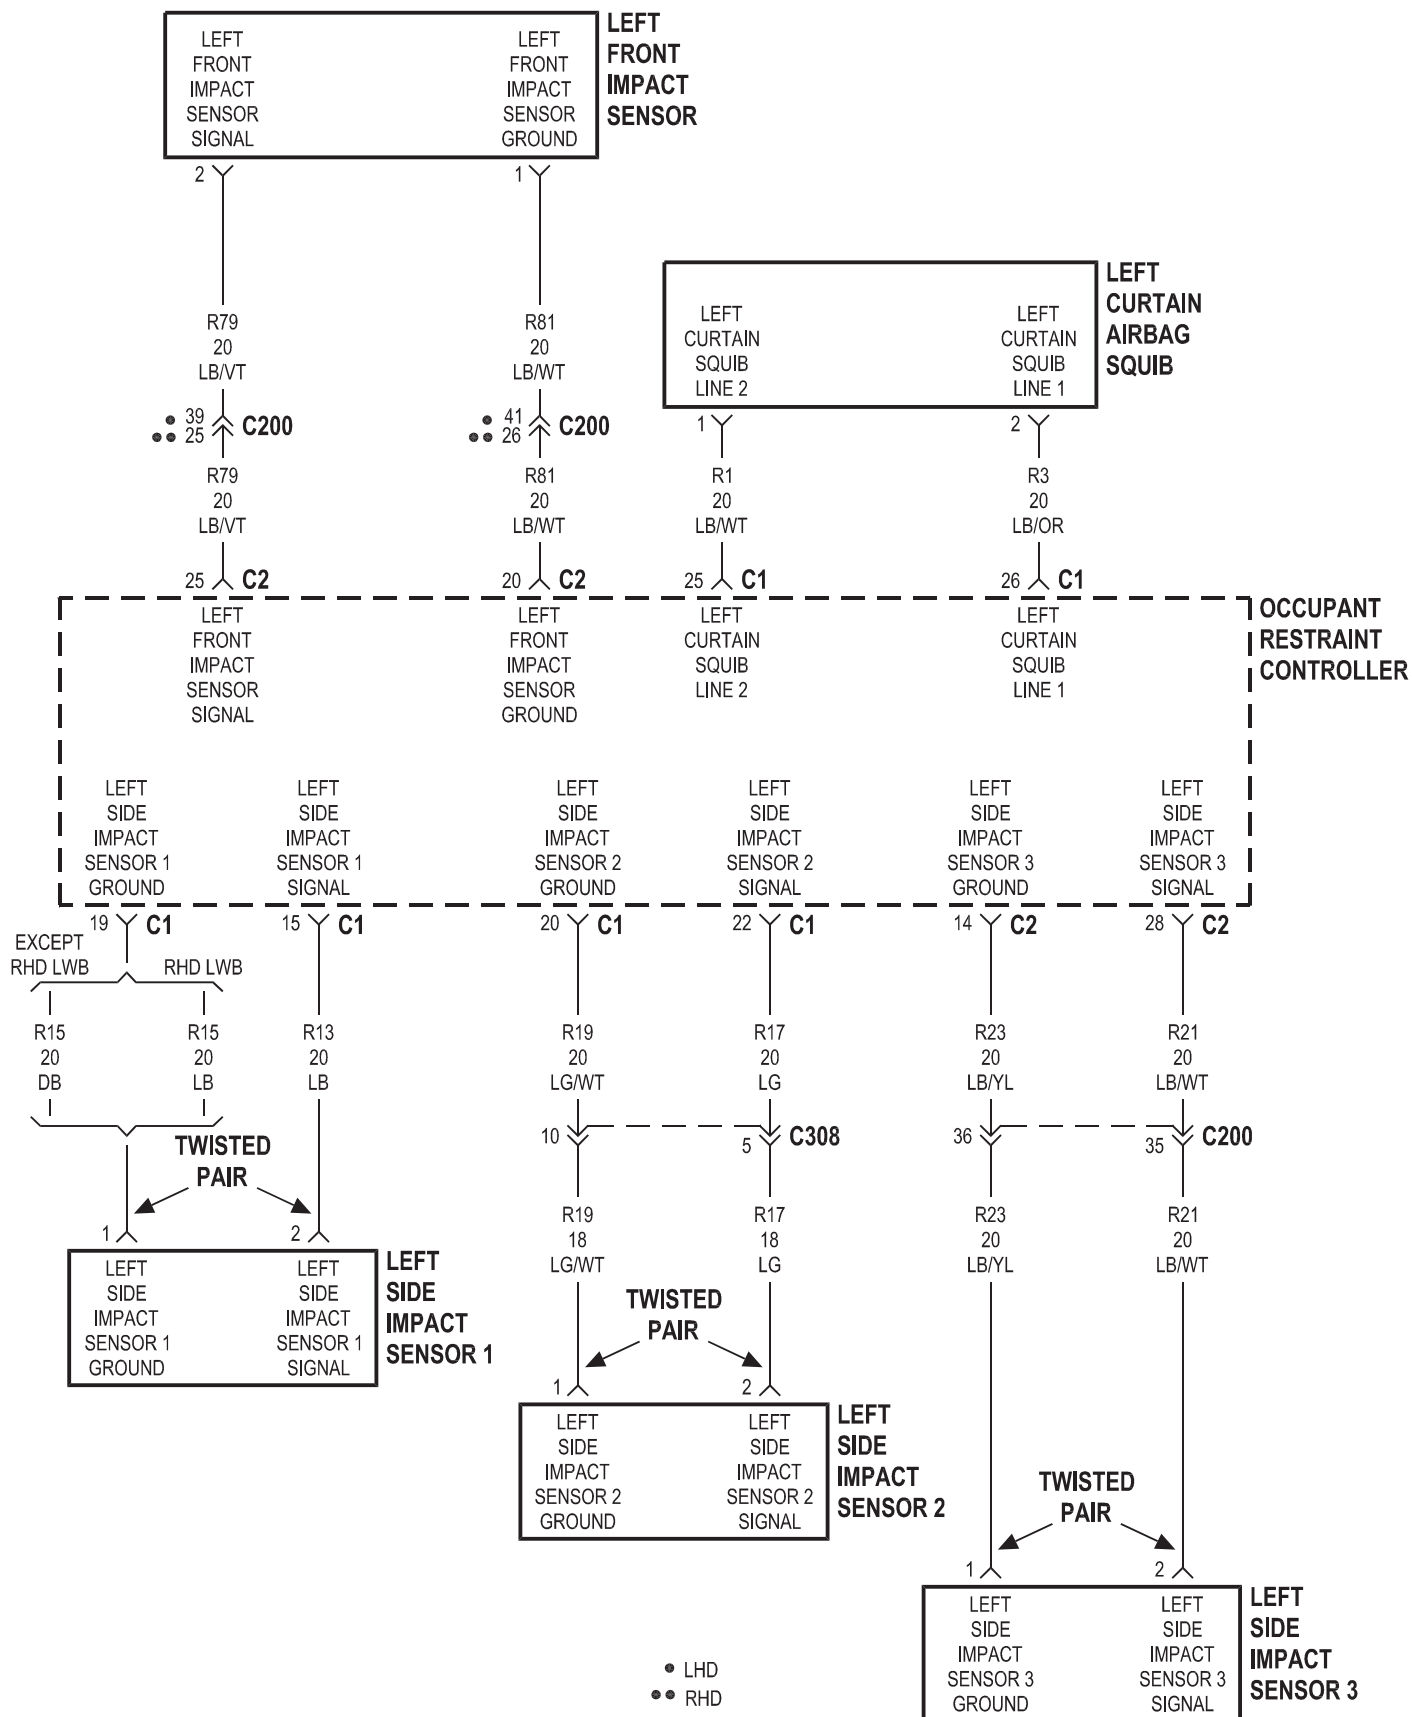 LEFT
FRONT
IMPACT
SENSOR
SIGNAL
LEFT
FRONT
IMPACT
SENSOR
GROUND
LEFT
FRONT
IMPACT
SENSOR
2
1
R79
20
LB/VT
R81
20
LB/WT
39
25
C200
41
26
C200
R79
20
LB/VT
R81
20
LB/WT
LEFT
CURTAIN
SQUIB
LINE 2
LEFT
CURTAIN
SQUIB
LINE 1
LEFT
CURTAIN
AIRBAG
SQUIB
1
2
R1
20
LB/WT
R3
20
LB/OR
25
C2
20
C2
25
C1
26
C1
LEFT
FRONT
IMPACT
SENSOR
SIGNAL
LEFT
FRONT
IMPACT
SENSOR
GROUND
LEFT
CURTAIN
SQUIB
LINE 2
LEFT
CURTAIN
SQUIB
LINE 1
OCCUPANT
RESTRAINT
CONTROLLER
LEFT
SIDE
IMPACT
SENSOR 1
GROUND
LEFT
SIDE
IMPACT
SENSOR 1
SIGNAL
LEFT
SIDE
IMPACT
SENSOR 2
GROUND
LEFT
SIDE
IMPACT
SENSOR 2
SIGNAL
LEFT
SIDE
IMPACT
SENSOR 3
GROUND
LEFT
SIDE
IMPACT
SENSOR 3
SIGNAL
19
C1
15
C1
20
C1
22
C1
14
C2
28
C2
EXCEPT
RHD LWB
RHD LWB
R15
20
DB
R15
20
LB
R13
20
LB
R19
20
LG/WT
R17
20
LG
R23
20
LB/YL
R21
20
LB/WT
10
5
C308
36
35
C200
TWISTED
PAIR
1
2
LEFT
SIDE
IMPACT
SENSOR 1
GROUND
LEFT
SIDE
IMPACT
SENSOR 1
SIGNAL
LEFT
SIDE
IMPACT
SENSOR 1
R19
18
LG/WT
R17
18
LG
R23
20
LB/YL
R21
20
LB/WT
TWISTED
PAIR
1
2
LEFT
SIDE
IMPACT
SENSOR 2
GROUND
LEFT
SIDE
IMPACT
SENSOR 2
SIGNAL
LEFT
SIDE
IMPACT
SENSOR 2
TWISTED
PAIR
1
2
LEFT
SIDE
IMPACT
SENSOR 3
GROUND
LEFT
SIDE
IMPACT
SENSOR 3
SIGNAL
LEFT
SIDE
IMPACT
SENSOR 3
LHD
RHD